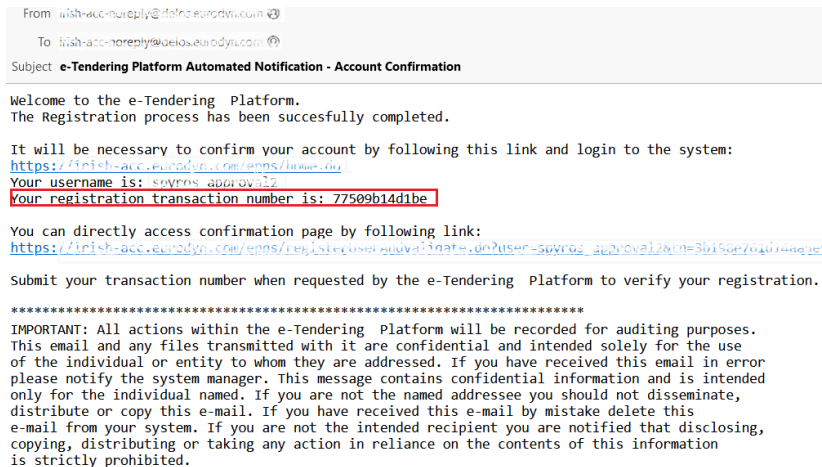 From irish-acc-noreply@delos.eurodyn.com
To irish-acc-noreply@delos.eurodyn.com
Subject e-Tendering Platform Automated Notification - Account Confirmation
Welcome to the e-Tendering Platform.
The Registration process has been succesfully completed.
It will be necessary to confirm your account by following this link and login to the system:
https://irish-acc.eurodyn.com/epps/home.do
Your username is: spyros_approval2
Your registration transaction number is: 77509b14d1be
You can directly access confirmation page by following link:
Submit your transaction number when requested by the e-Tendering Platform to verify your registration.
************************************************************************
IMPORTANT: All actions within the e-Tendering Platform will be recorded for auditing purposes.
This email and any files transmitted with it are confidential and intended solely for the use
of the individual or entity to whom they are addressed. If you have received this email in error
please notify the system manager. This message contains confidential information and is intended
only for the individual named. If you are not the named addressee you should not disseminate,
distribute or copy this e-mail. If you have received this e-mail by mistake delete this
e-mail from your system. If you are not the intended recipient you are notified that disclosing,
copying, distributing or taking any action in reliance on the contents of this information
is strictly prohibited.